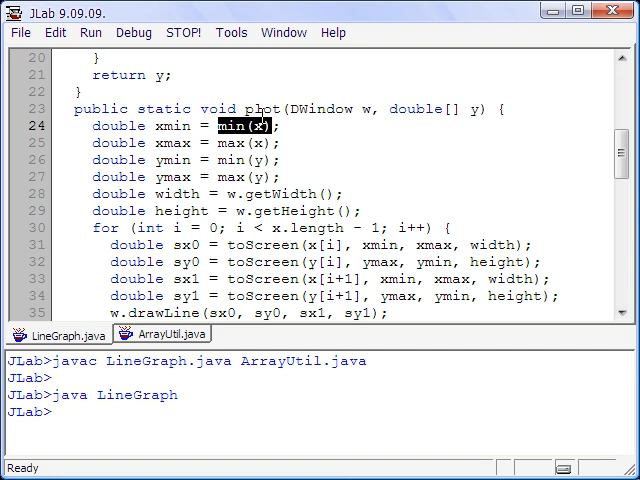 JLab 9.09.09.
File Edit Run Debug STOP! Tools Window Help
20 }
21 return y;
22 }
23 public static void plot(DWindow w, double[] y) {
24 double xmin = min(x);
25 double xmax = max(x);
26 double ymin = min(y);
27 double ymax = max(y);
28 double width = w.getWidth();
29 double height = w.getHeight();
30 for (int i = 0; i < x.length - 1; i++) {
31 double sx0 = toScreen(x[i], xmin, xmax, width);
32 double sy0 = toScreen(y[i], ymax, ymin, height);
33 double sx1 = toScreen(x[i+1], xmin, xmax, width);
34 double sy1 = toScreen(y[i+1], ymax, ymin, height);
35 w.drawLine(sx0, sy0, sx1, sy1);
LineGraph.java ArrayUtil.java
JLab>javac LineGraph.java ArrayUtil.java
JLab>
JLab>java LineGraph
JLab>
Ready